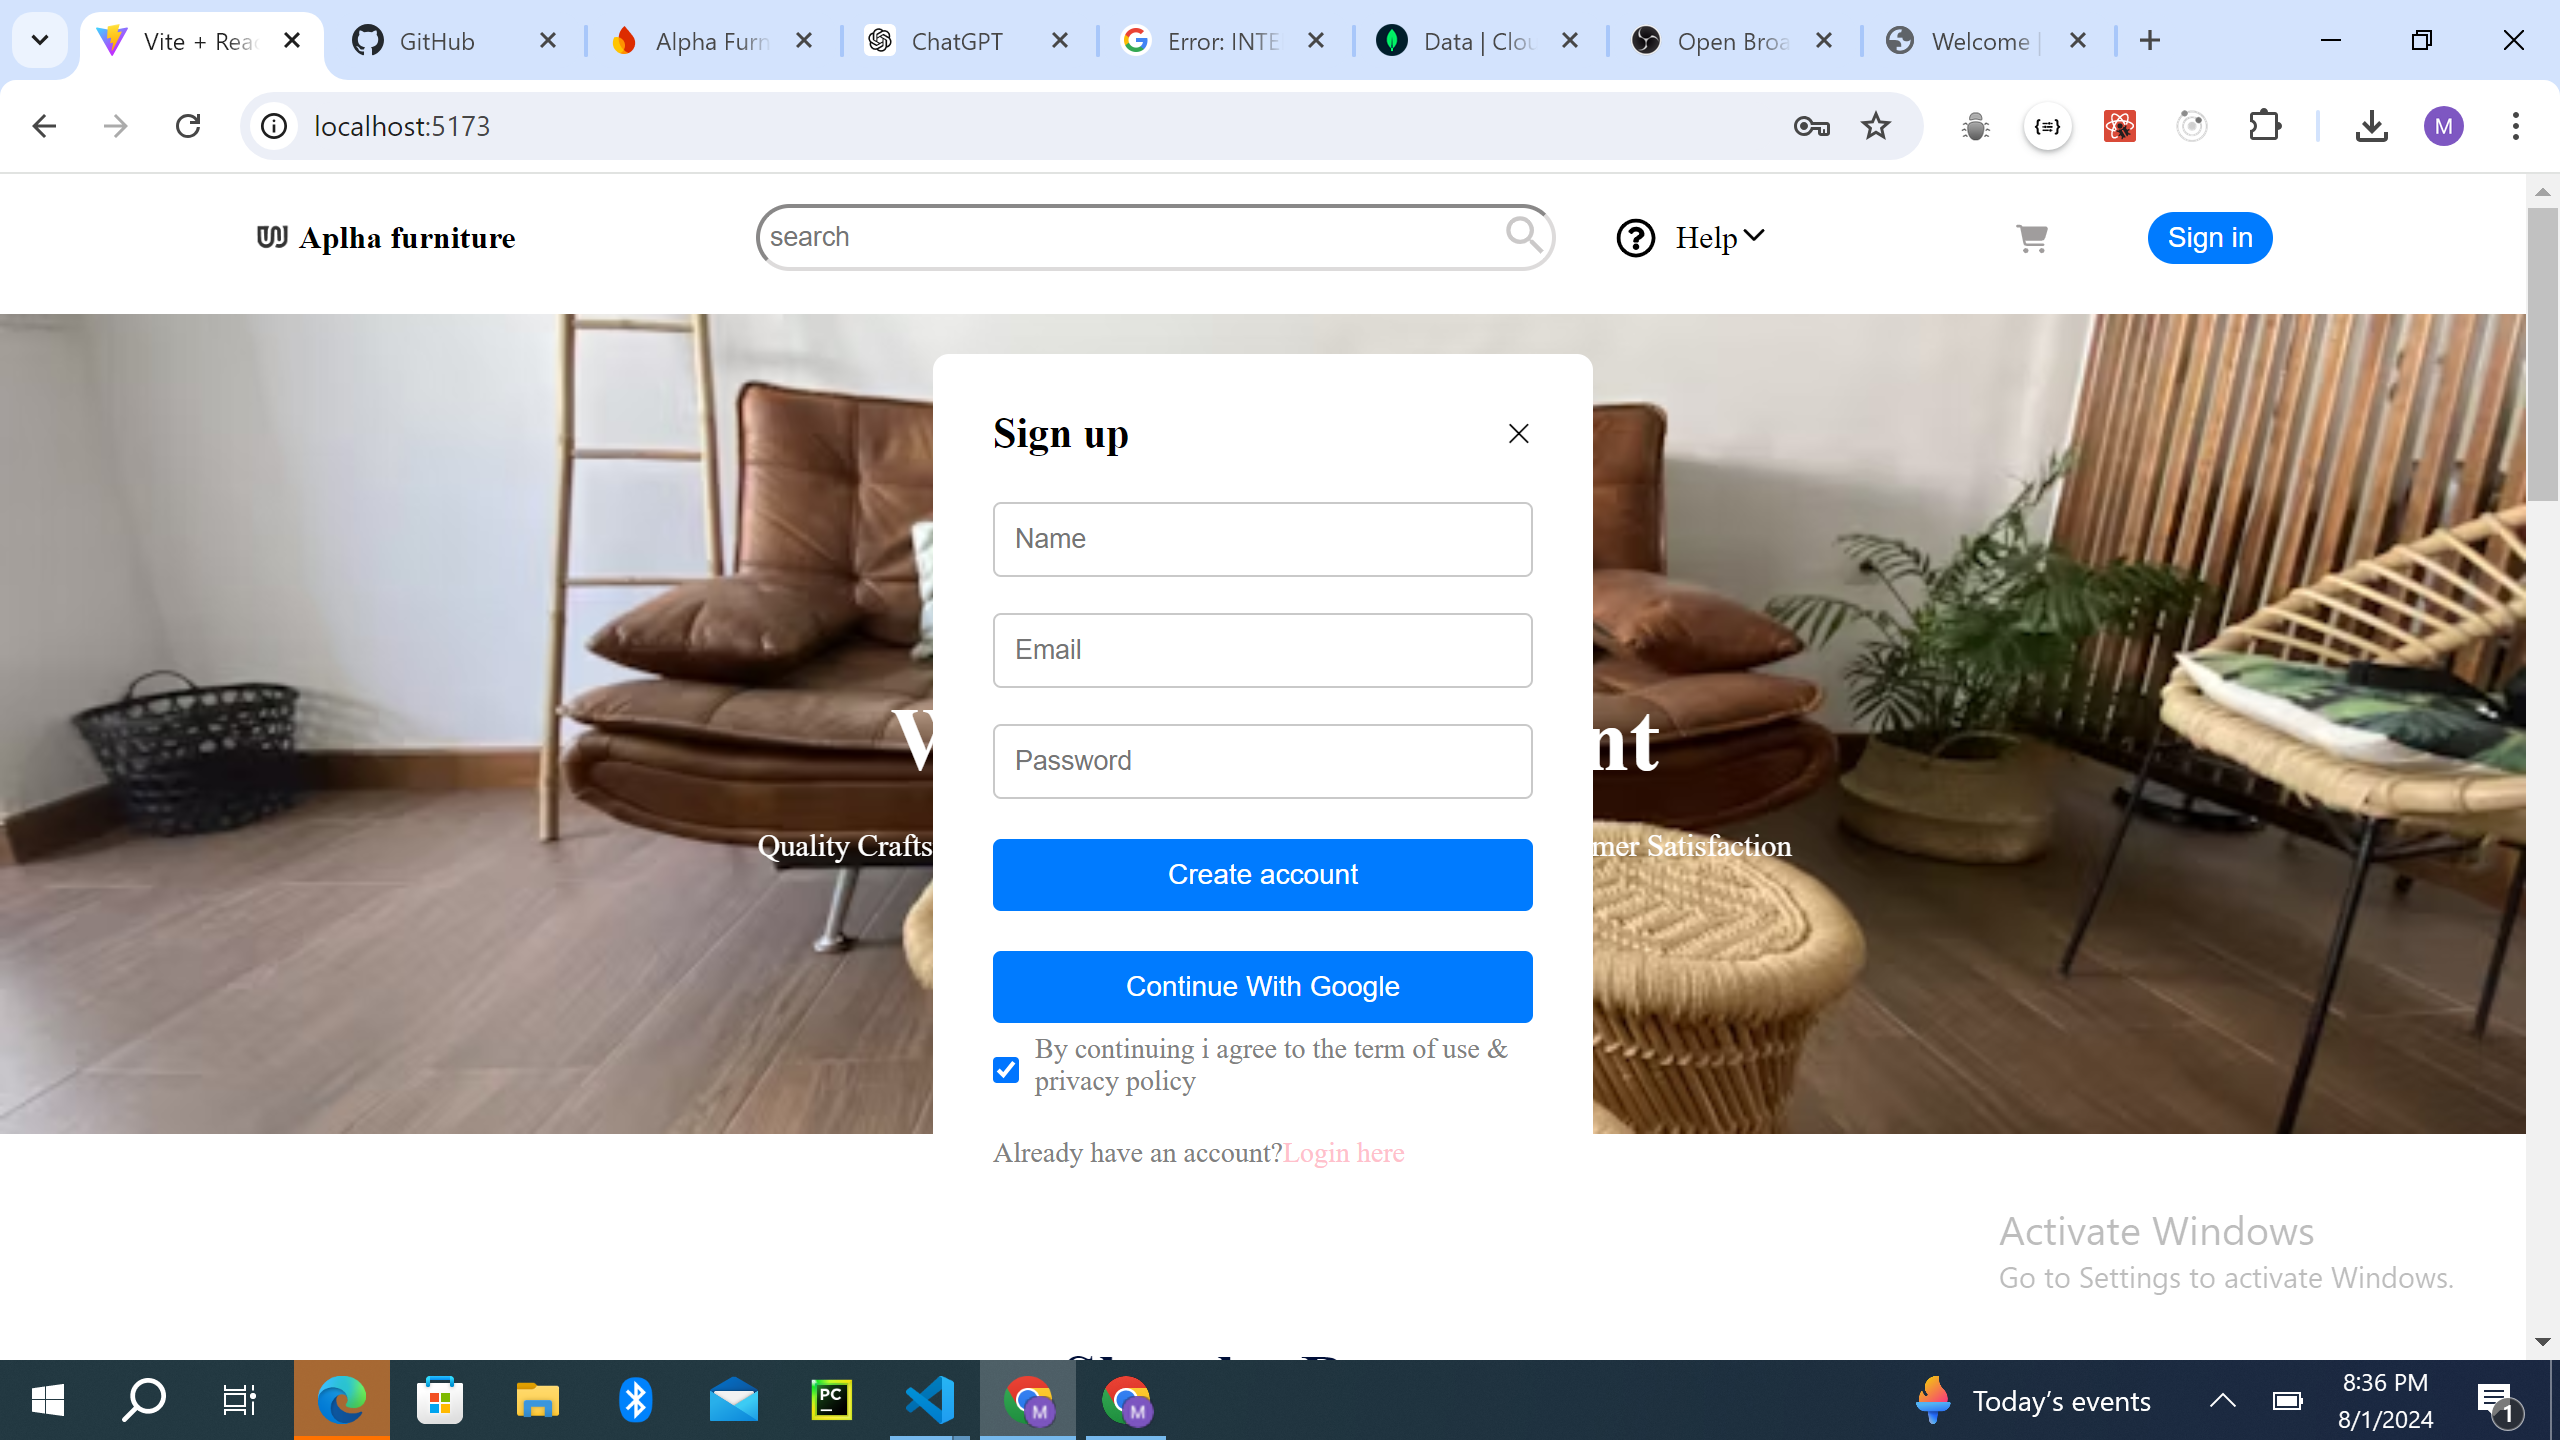 Vite + Reac
GitHub
Alpha Furn
ChatGPT
Error: INTE
Data | Clou
Open Broa
Welcome |
localhost:5173
M
Aplha furniture
search
Help
Sign in
Sign up
Name
Email
Password
nt
Quality Crafts
mer Satisfaction
Create account
Continue With Google
By continuing i agree to the term of use &
privacy policy
Already have an account?Login here
Activate Windows
Go to Settings to activate Windows.
PC
M
M
Today's events
8:36 PM
8/1/2024
1